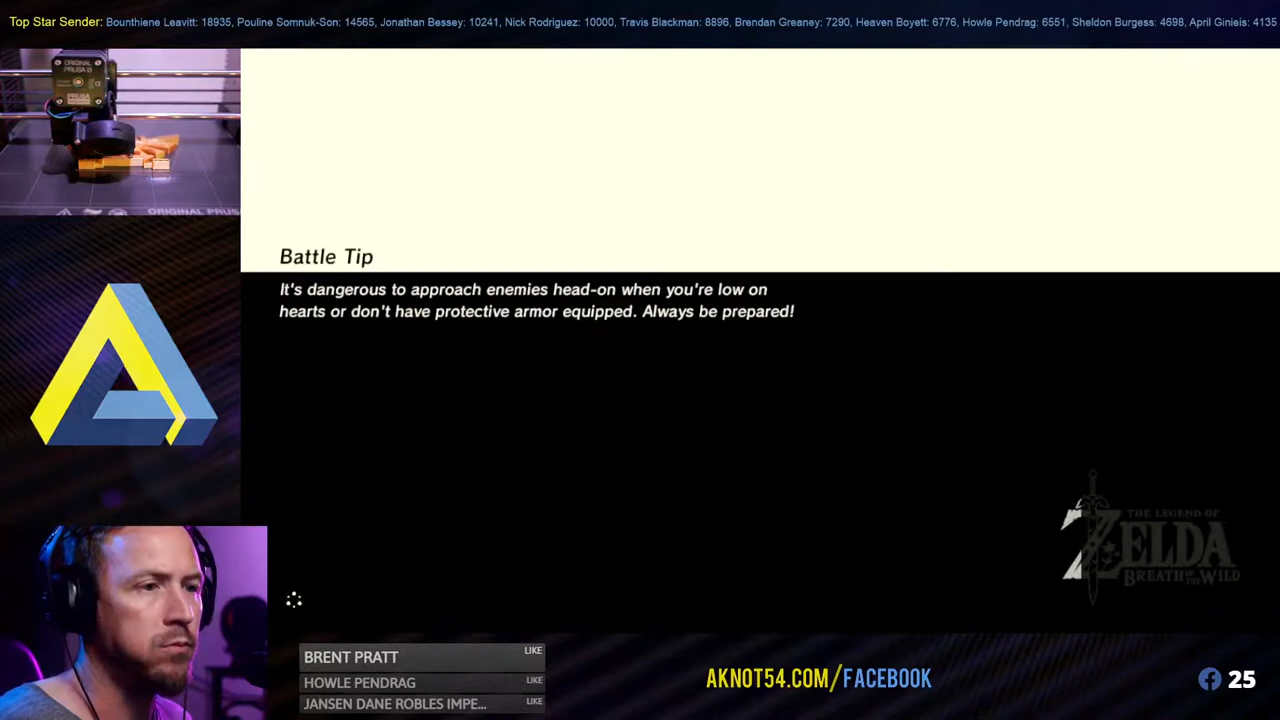 Top Star Sender: Bounthiene Leavitt: 18935, Pouline Somnuk-Son: 14565, Jonathan Bessey: 10241, Nick Rodriguez: 10000, Travis Blackman: 8896, Brendan Greaney: 7290, Heaven Boyett: 6776, Howle Pendrag: 6551, Sheldon Burgess: 4698, April Ginieis: 4135
ORIGINAL
PRUSA
ORIGINAL PRUS
Battle Tip
It's dangerous to approach enemies head-on when you're low on
hearts or don't have protective armor equipped. Always be prepared!
THE LEGEND OF
ZELDA
BREATH OF THE WILD
BRENT PRATT LIKE
HOWLE PENDRAG LIKE
JANSEN DANE ROBLES IMPE... LIKE
AKNOT54.COM/FACEBOOK
25